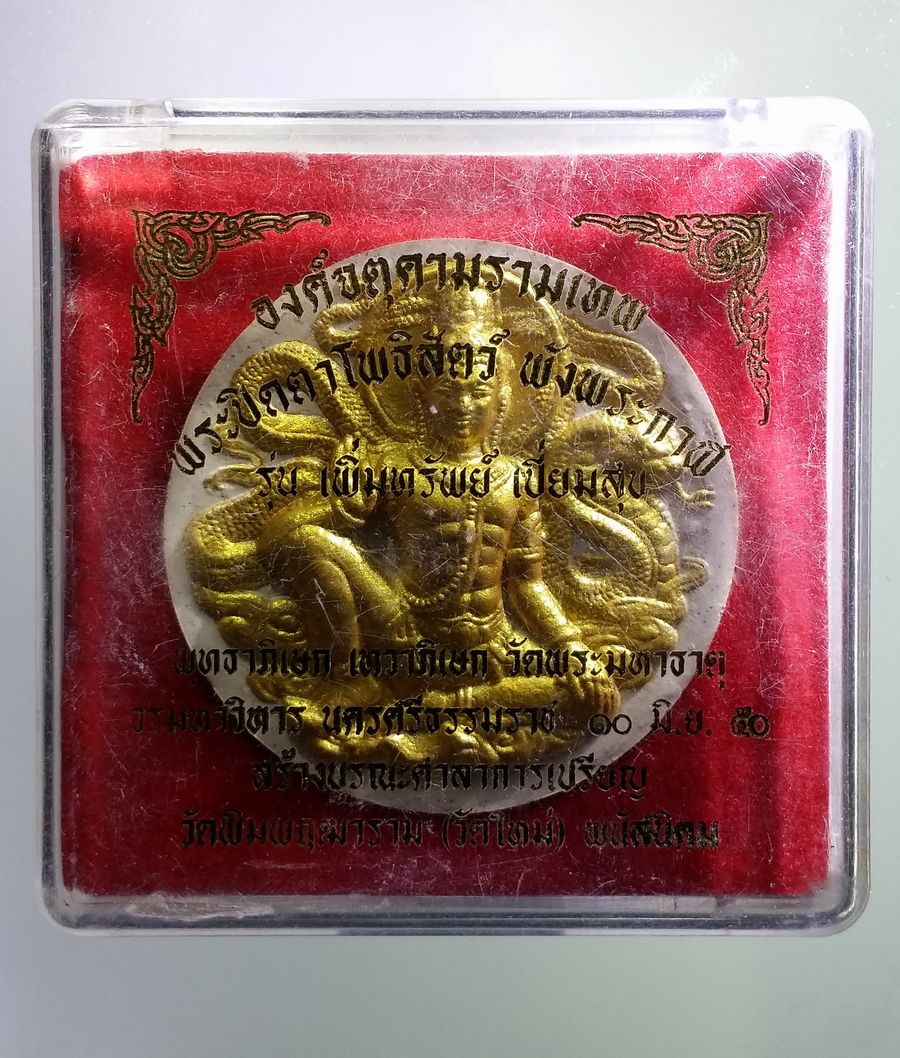 องค์จตุคามรามเทพ
พระปิดตาโพธิสัตว์ พังพระกาฬ
รุ่น เพิ่มทรัพย์ เปี่ยมสุข
พุทธาภิเษก เทวาภิเษก วัดพระมหาธาตุ
วรมหาวิหาร นครศรีธรรมราช ๑๐ มิ.ย. ๕๐
สร้างบูรณะศาลาการเปรียญ
วัดพิมพฤฒาราม (วัดใหม่) พนัสนิคม